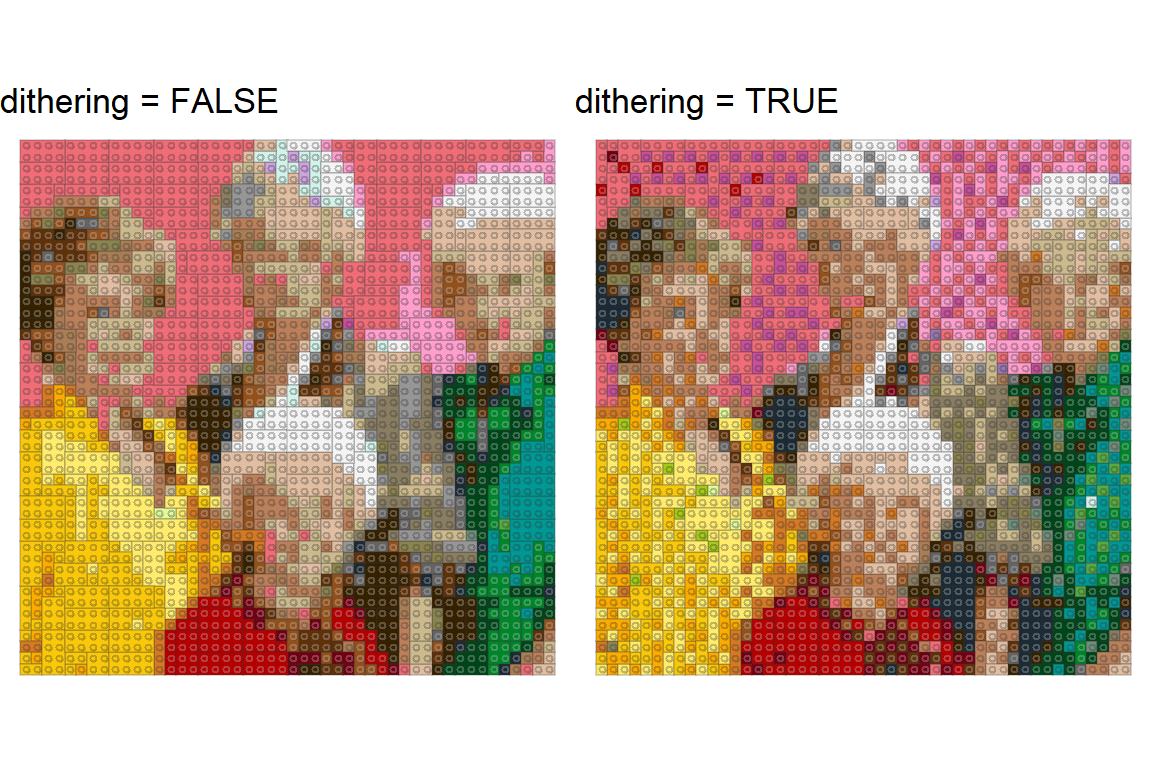 dithering = FALSE
dithering = TRUE